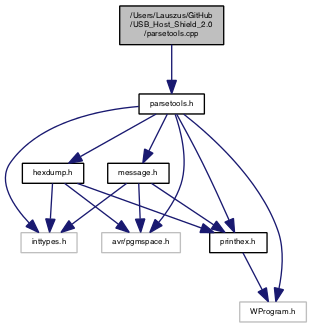 /Users/Lauszus/GitHub
/USB_Host_Shield_2.0
/parsetools.cpp
parsetools.h
hexdump.h
message.h
inttypes.h
avr/pgmspace.h
printhex.h
WProgram.h